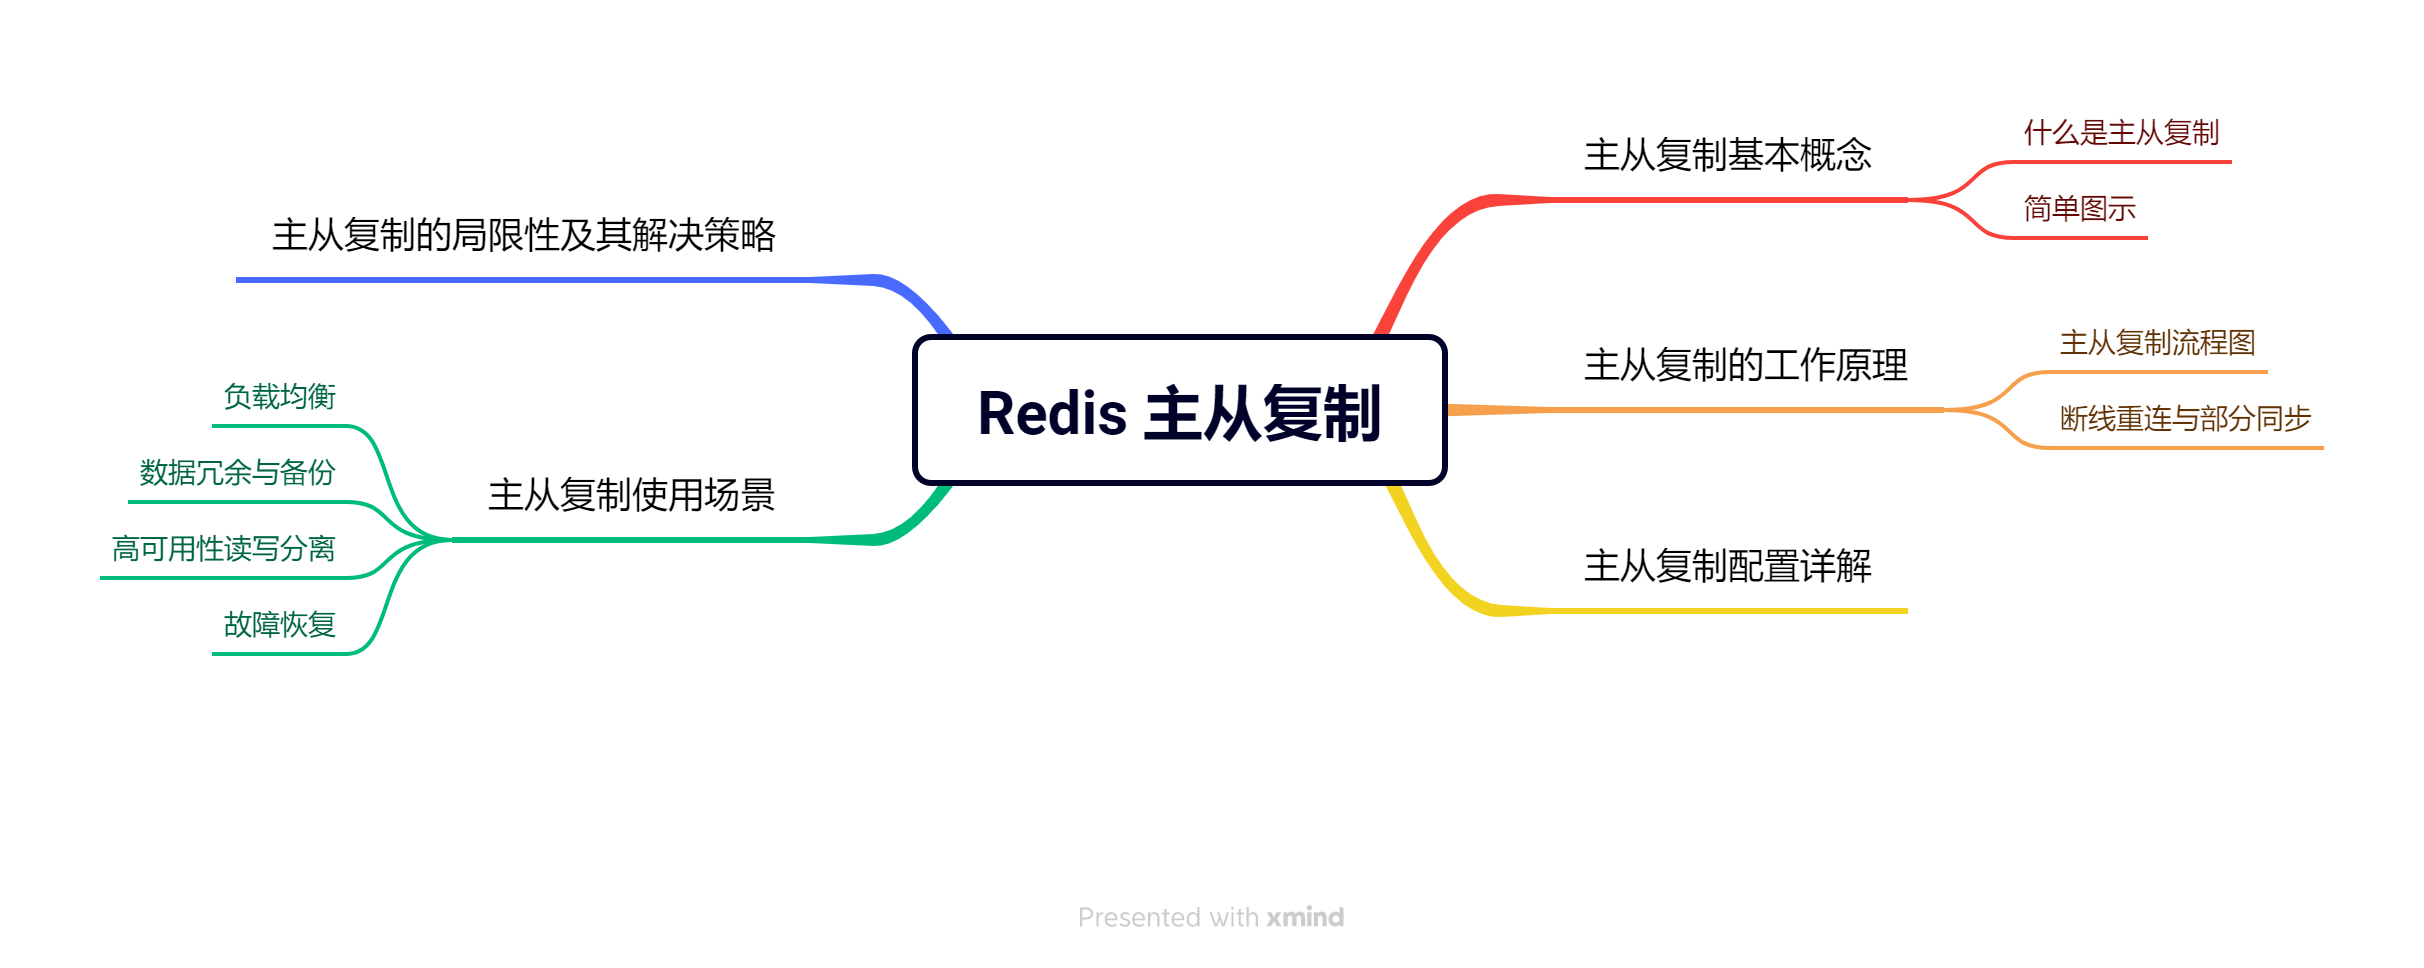 Redis 主从复制
主从复制基本概念
什么是主从复制
简单图示
主从复制的工作原理
主从复制流程图
断线重连与部分同步
主从复制配置详解
主从复制的局限性及其解决策略
主从复制使用场景
负载均衡
数据冗余与备份
高可用性读写分离
故障恢复
Presented with xmind